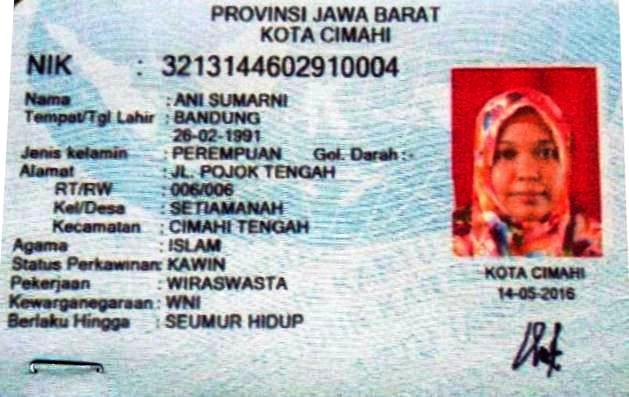 PROVINSI JAWA BARAT
KOTA CIMAHI
NIK : 3213144602910004
Nama : ANI SUMARNI
Tempat/Tgl Lahir : BANDUNG
26-02-1991
Jenis kelamin : PEREMPUAN Gol. Darah :-
Alamat : JL. POJOK TENGAH
RT/RW : 006/006
Kel/Desa : SETIAMANAH
Kecamatan : CIMAHI TENGAH
Agama : ISLAM
Status Perkawinan: KAWIN
Pekerjaan : WIRASWASTA
Kewarganegaraan : WNI
Berlaku Hingga : SEUMUR HIDUP
KOTA CIMAHI
14-05-2016